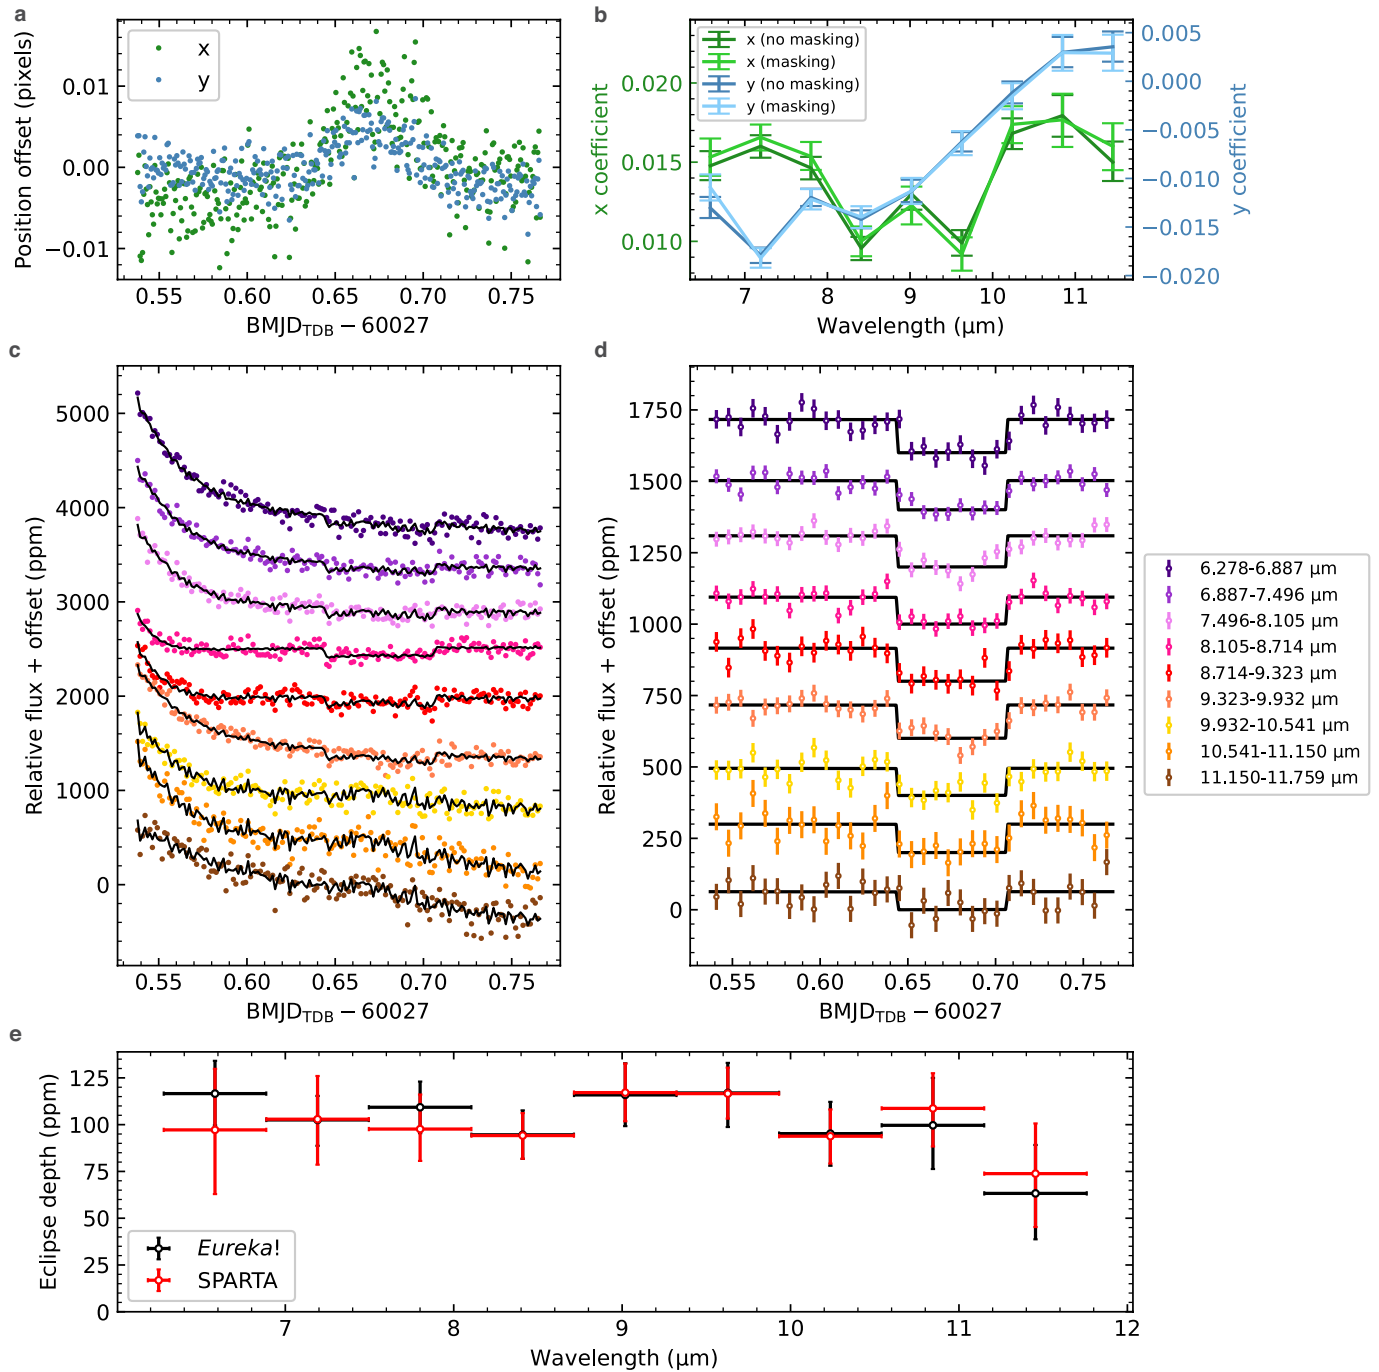 a
x
y
0.01
0.00
−0.01
Position offset (pixels)
0.55 0.60 0.65 0.70 0.75
BMJD_TDB − 60027
b
x (no masking)
x (masking)
y (no masking)
y (masking)
0.020
0.015
0.010
x coefficient
0.005
0.000
−0.005
−0.010
−0.015
−0.020
y coefficient
7 8 9 10 11
Wavelength (μm)
c
5000
4000
3000
2000
1000
0
Relative flux + offset (ppm)
0.55 0.60 0.65 0.70 0.75
BMJD_TDB − 60027
d
1750
1500
1250
1000
750
500
250
0
Relative flux + offset (ppm)
0.55 0.60 0.65 0.70 0.75
BMJD_TDB − 60027
6.278-6.887 μm
6.887-7.496 μm
7.496-8.105 μm
8.105-8.714 μm
8.714-9.323 μm
9.323-9.932 μm
9.932-10.541 μm
10.541-11.150 μm
11.150-11.759 μm
e
125
100
75
50
25
0
Eclipse depth (ppm)
Eureka!
SPARTA
7 8 9 10 11 12
Wavelength (μm)